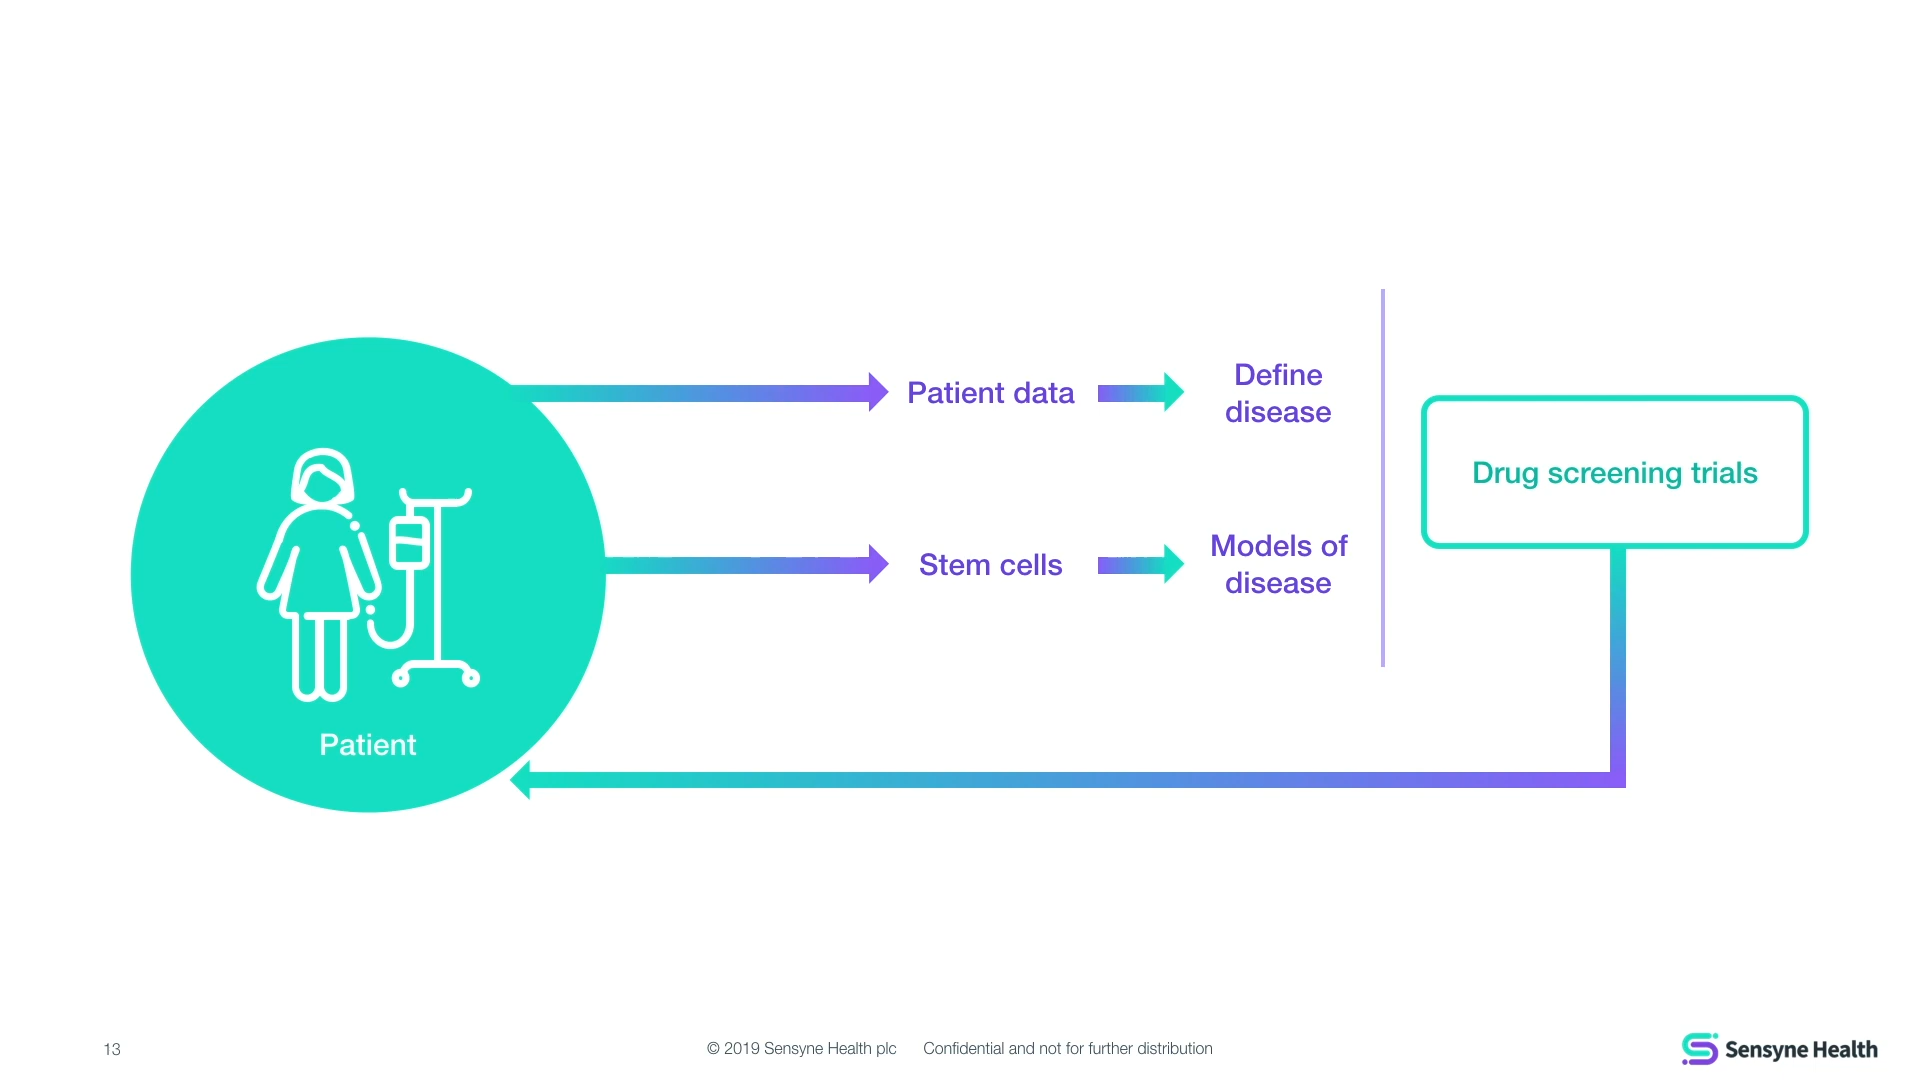 Patient data
Define
disease
Drug screening trials
Stem cells
Models of
disease
Patient
13
© 2019 Sensyne Health plc
Confidential and not for further distribution
Sensyne Health